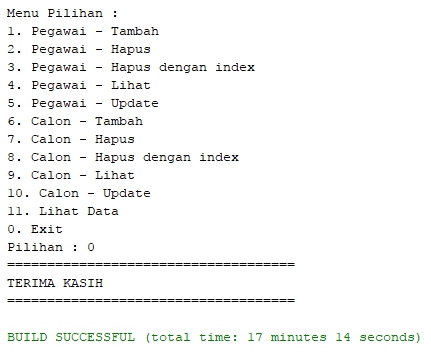 Menu Pilihan :
1. Pegawai - Tambah
2. Pegawai - Hapus
3. Pegawai - Hapus dengan index
4. Pegawai - Lihat
5. Pegawai - Update
6. Calon - Tambah
7. Calon - Hapus
8. Calon - Hapus dengan index
9. Calon - Lihat
10. Calon - Update
11. Lihat Data
0. Exit
Pilihan : 0
====================================
TERIMA KASIH
====================================
BUILD SUCCESSFUL (total time: 17 minutes 14 seconds)